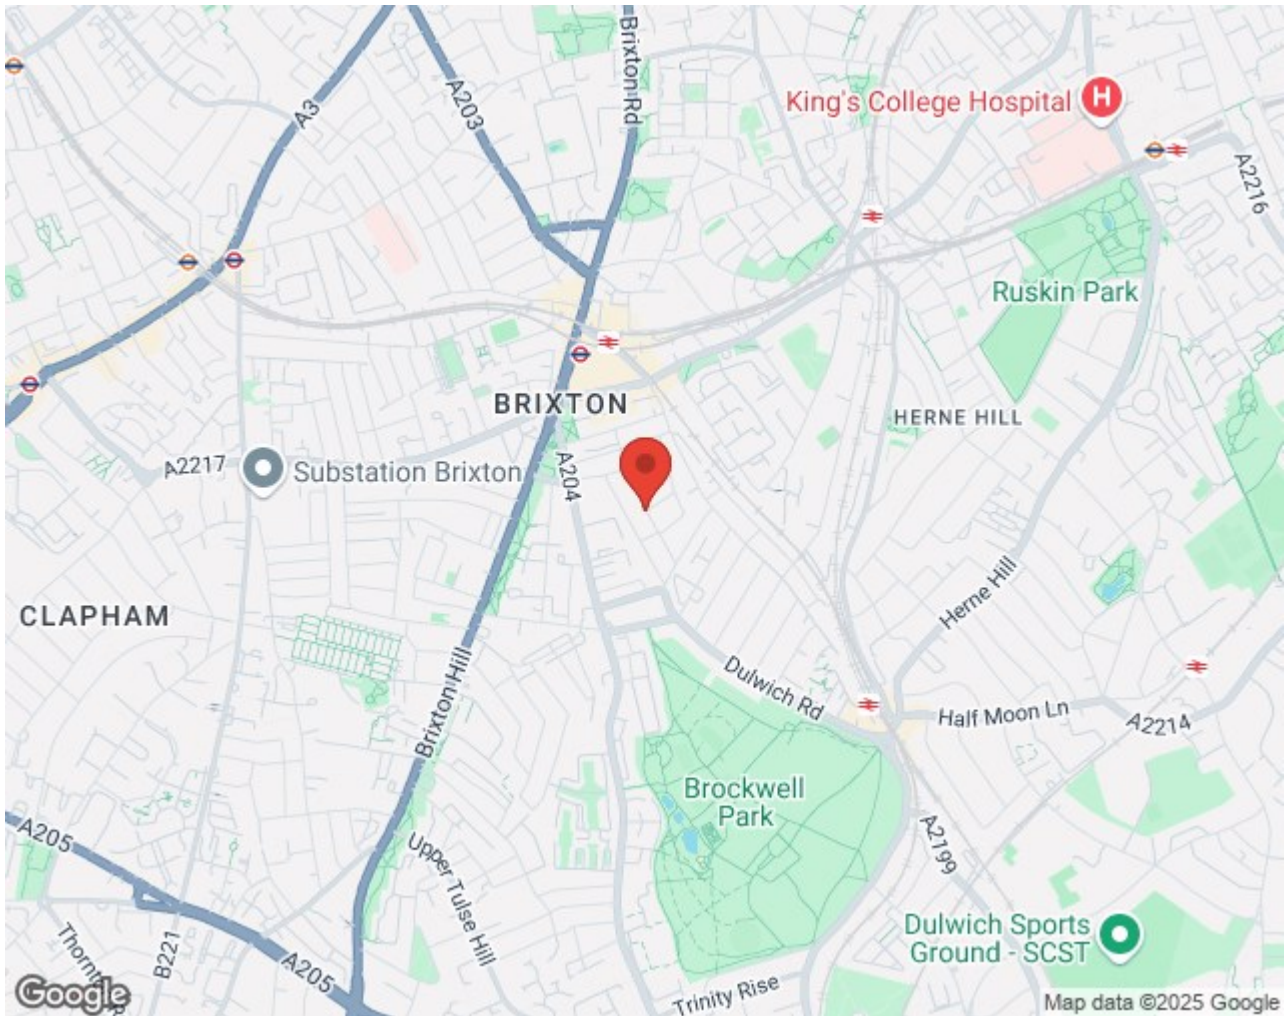 Brixton Rd
A3
A203
King's College Hospital
H
A2216
Ruskin Park
BRIXTON
HERNE HILL
A2217
Substation Brixton
A204
CLAPHAM
Herne Hill
Brixton Hill
Dulwich Rd
Half Moon Ln
A2214
Brockwell
Park
A205
Upper Tulse Hill
A2199
Dulwich Sports
Ground - SCST
B221
A205
Trinity Rise
Google
Map data ©2025 Google